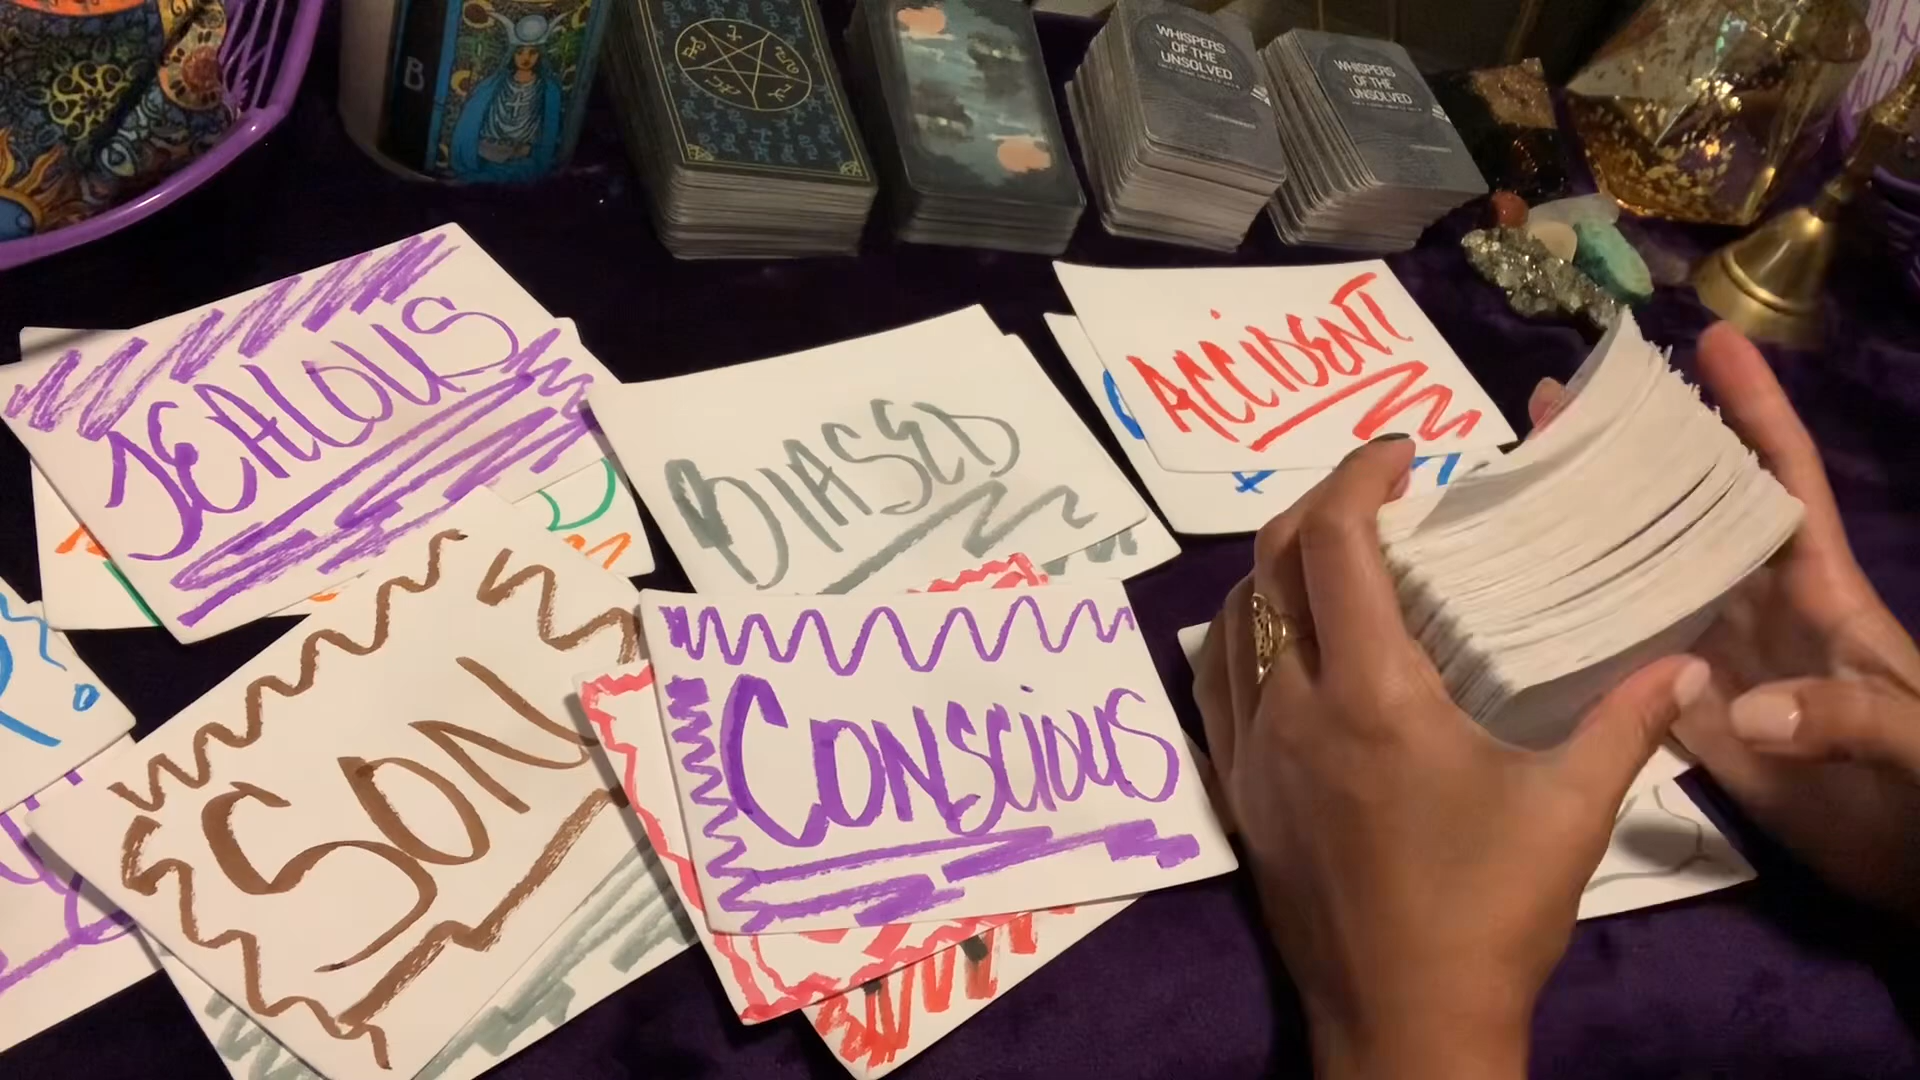 B
WHISPERS
OF THE
UNSOLVED
WHISPERS
OF THE
UNSOLVED
JEALOUS
BIASED
ACCIDENT
SON
CONSCIOUS